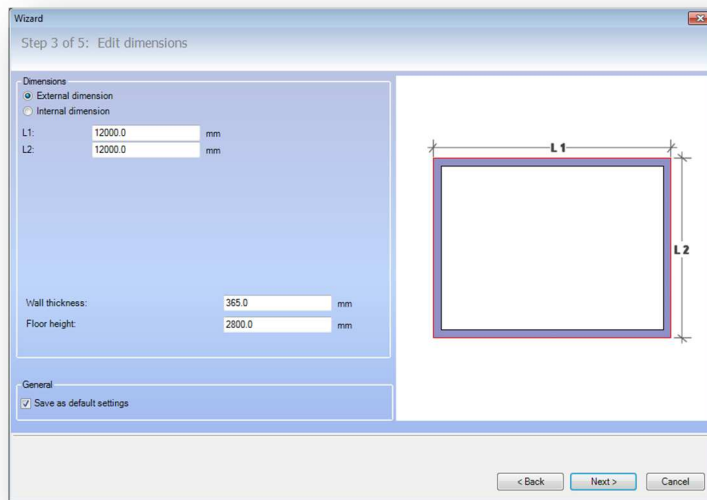 Wizard
Step 3 of 5: Edit dimensions
Dimensions
External dimension
Internal dimension
L1: 12000.0 mm
L2: 12000.0 mm
Wall thickness: 365.0 mm
Floor height: 2800.0 mm
General
Save as default settings
L 1
L 2
< Back Next > Cancel